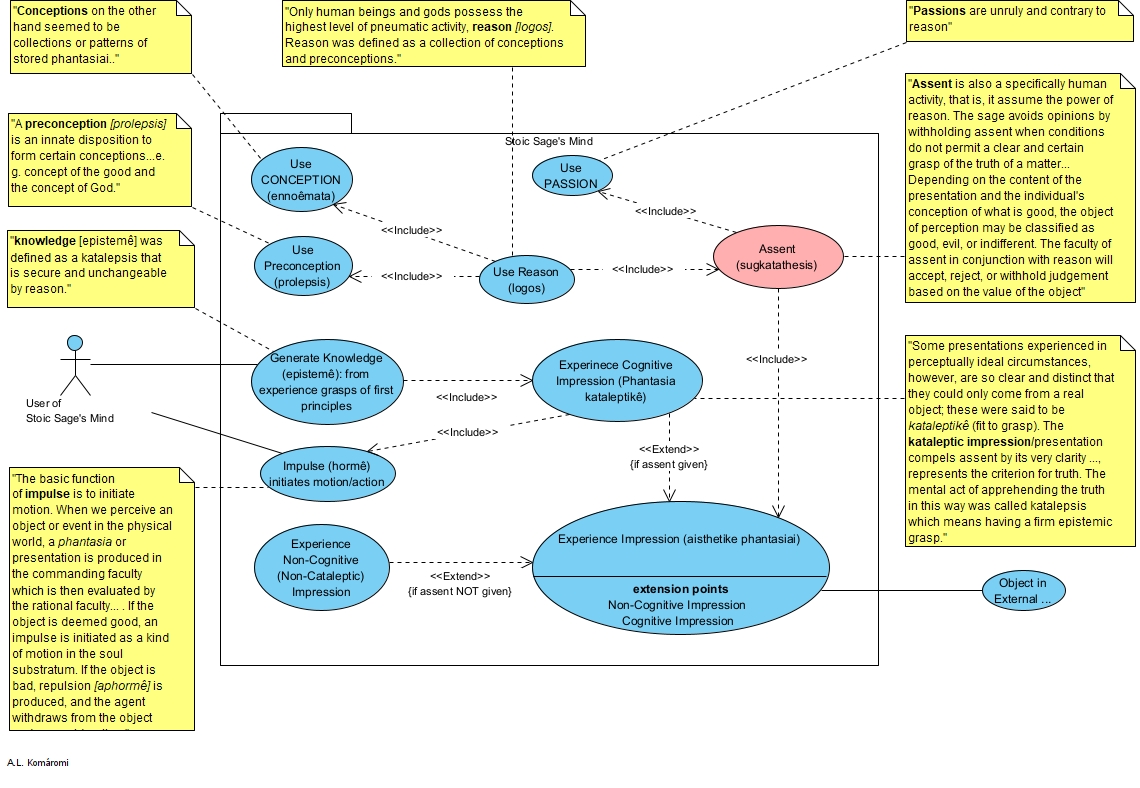 "Conceptions on the other
hand seemed to be
collections or patterns of
stored phantasiai.."
"Only human beings and gods possess the
highest level of pneumatic activity, reason [logos].
Reason was defined as a collection of conceptions
and preconceptions."
"Passions are unruly and contrary to
reason"
"Assent is also a specifically human
activity, that is, it assume the power of
reason. The sage avoids opinions by
withholding assent when conditions
do not permit a clear and certain
grasp of the truth of a matter...
Depending on the content of the
presentation and the individual's
conception of what is good, the object
of perception may be classified as
good, evil, or indifferent. The faculty of
assent in conjunction with reason will
accept, reject, or withhold judgement
based on the value of the object"
"A preconception [prolepsis]
is an innate disposition to
form certain conceptions...e.
g. concept of the good and
the concept of God."
"knowledge [epistemê] was
defined as a katalepsis that
is secure and unchangeable
by reason."
Stoic Sage's Mind
Use
CONCEPTION
(ennoêmata)
Use
PASSION
<<Include>>
<<Include>>
Use
Preconception
(prolepsis)
<<Include>>
Use Reason
(logos)
<<Include>>
Assent
(sugkatathesis)
User of
Stoic Sage's Mind
Generate Knowledge
(epistemê): from
experience grasps of first
principles
<<Include>>
Experinece Cognitive
Impression (Phantasia
kataleptikê)
<<Include>>
<<Include>>
Impulse (hormê)
initiates motion/action
<<Extend>>
{if assent given}
"Some presentations experienced in
perceptually ideal circumstances,
however, are so clear and distinct that
they could only come from a real
object; these were said to be
kataleptikê (fit to grasp). The
kataleptic impression/presentation
compels assent by its very clarity ...,
represents the criterion for truth. The
mental act of apprehending the truth
in this way was called katalepsis
which means having a firm epistemic
grasp."
"The basic function
of impulse is to initiate
motion. When we perceive an
object or event in the physical
world, a phantasia or
presentation is produced in
the commanding faculty
which is then evaluated by
the rational faculty... . If the
object is deemed good, an
impulse is initiated as a kind
of motion in the soul
substratum. If the object is
bad, repulsion [aphormê] is
produced, and the agent
withdraws from the object
Experience
Non-Cognitive
(Non-Cataleptic)
Impression
<<Extend>>
{if assent NOT given}
Experience Impression (aisthetike phantasiai)
extension points
Non-Cognitive Impression
Cognitive Impression
Object in
External ...
A.L. Komáromi